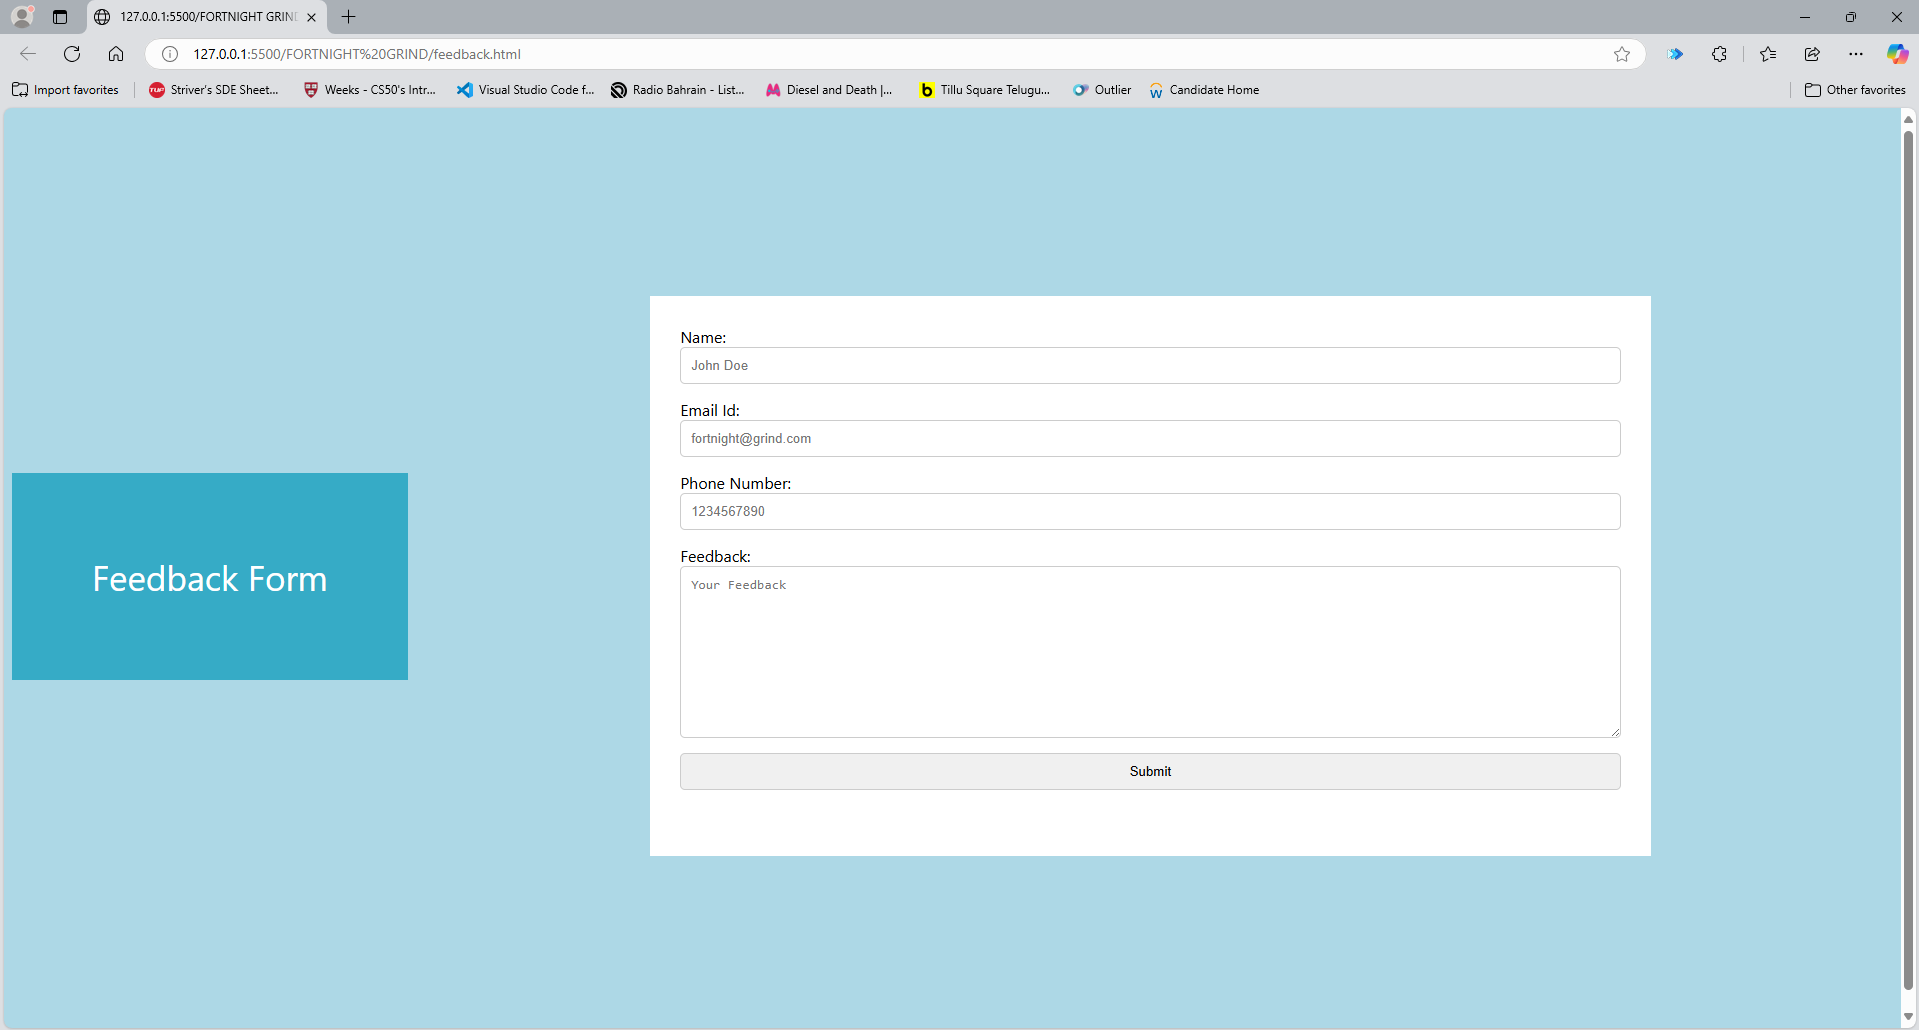 127.0.0.1:5500/FORTNIGHT GRIND
127.0.0.1:5500/FORTNIGHT%20GRIND/feedback.html
Import favorites
TUF
Striver's SDE Sheet...
Weeks - CS50's Intr...
Visual Studio Code f...
Radio Bahrain - List...
Diesel and Death |...
b
Tillu Square Telugu...
Outlier
w
Candidate Home
Other favorites
Name:
John Doe
Email Id:
fortnight@grind.com
Phone Number:
1234567890
Feedback:
Your Feedback
Feedback Form
Submit